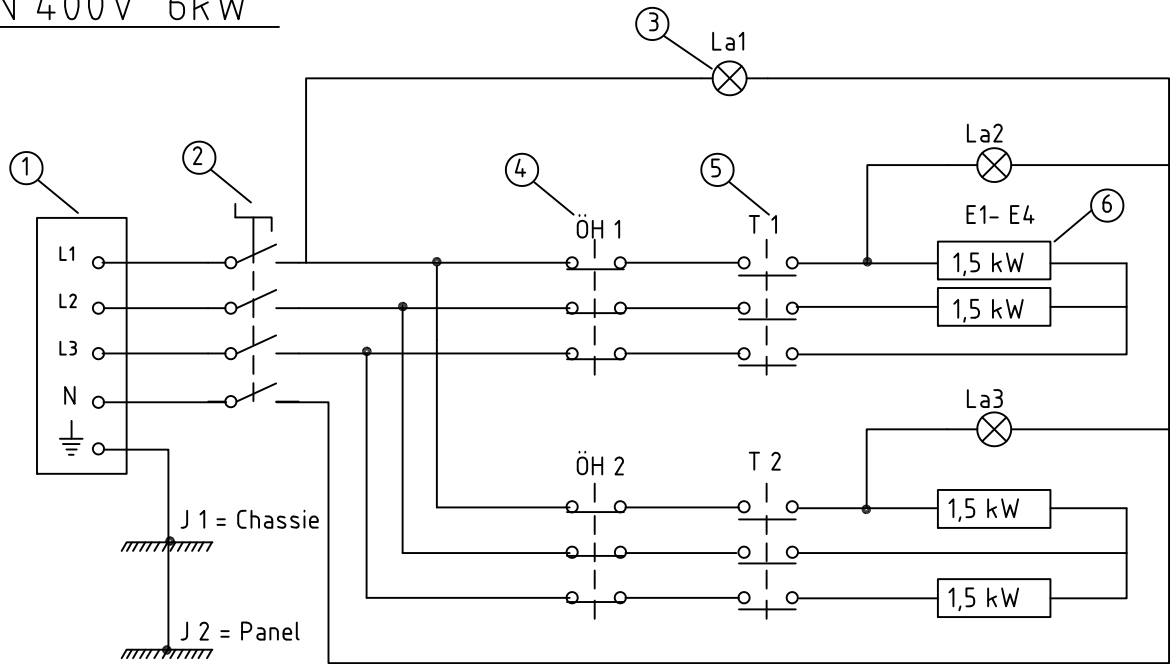 400V 6kW
3
La1
La2
1
2
4
5
6
ÖH 1
T 1
E1- E4
L1
1,5 kW
L2
1,5 kW
L3
N
La3
ÖH 2
T 2
1,5 kW
J 1 = Chassie
1,5 kW
J 2 = Panel